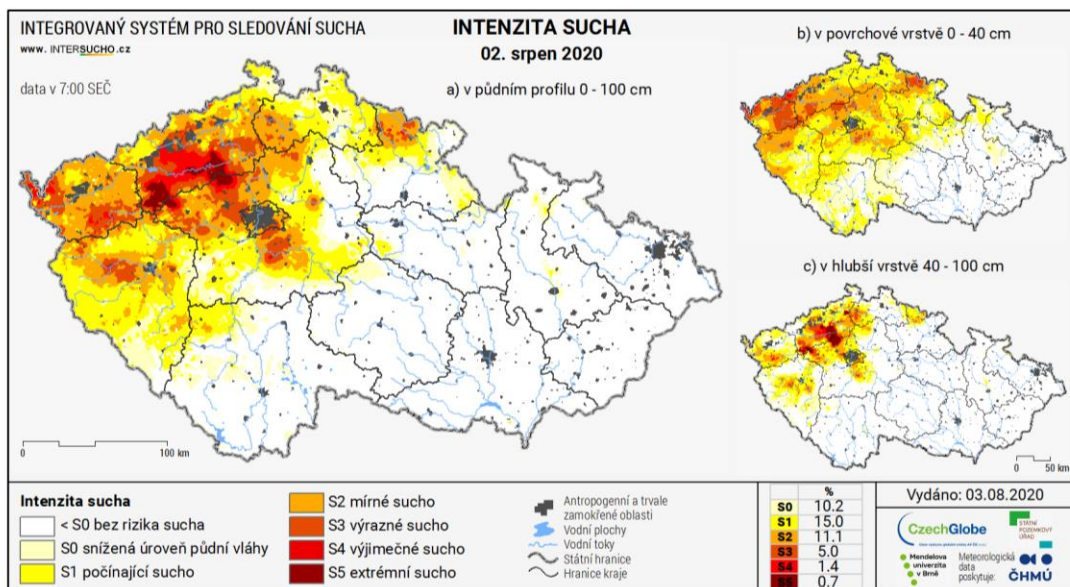 INTEGROVANÝ SYSTÉM PRO SLEDOVÁNÍ SUCHA
www. INTERSUCHO.cz
data v 7:00 SEČ
INTENZITA SUCHA
02. srpen 2020
a) v půdním profilu 0 - 100 cm
b) v povrchové vrstvě 0 - 40 cm
c) v hlubší vrstvě 40 - 100 cm
0 100 km
0 50 km
Intenzita sucha
< S0 bez rizika sucha
S0 snížená úroveň půdní vláhy
S1 počínající sucho
S2 mírné sucho
S3 výrazné sucho
S4 výjimečné sucho
S5 extrémní sucho
Antropogenní a trvale
zamokřené oblasti
Vodní plochy
Vodní toky
Státní hranice
Hranice kraje
%
S0 10.2
S1 15.0
S2 11.1
S3 5.0
S4 1.4
S5 0.7
Vydáno: 03.08.2020
CzechGlobe
STÁTNÍ
POZEMKOVÝ
ÚŘAD
Mendelova
univerzita
v Brně
Meteorologická
data
poskytuje:
ČHMÚ